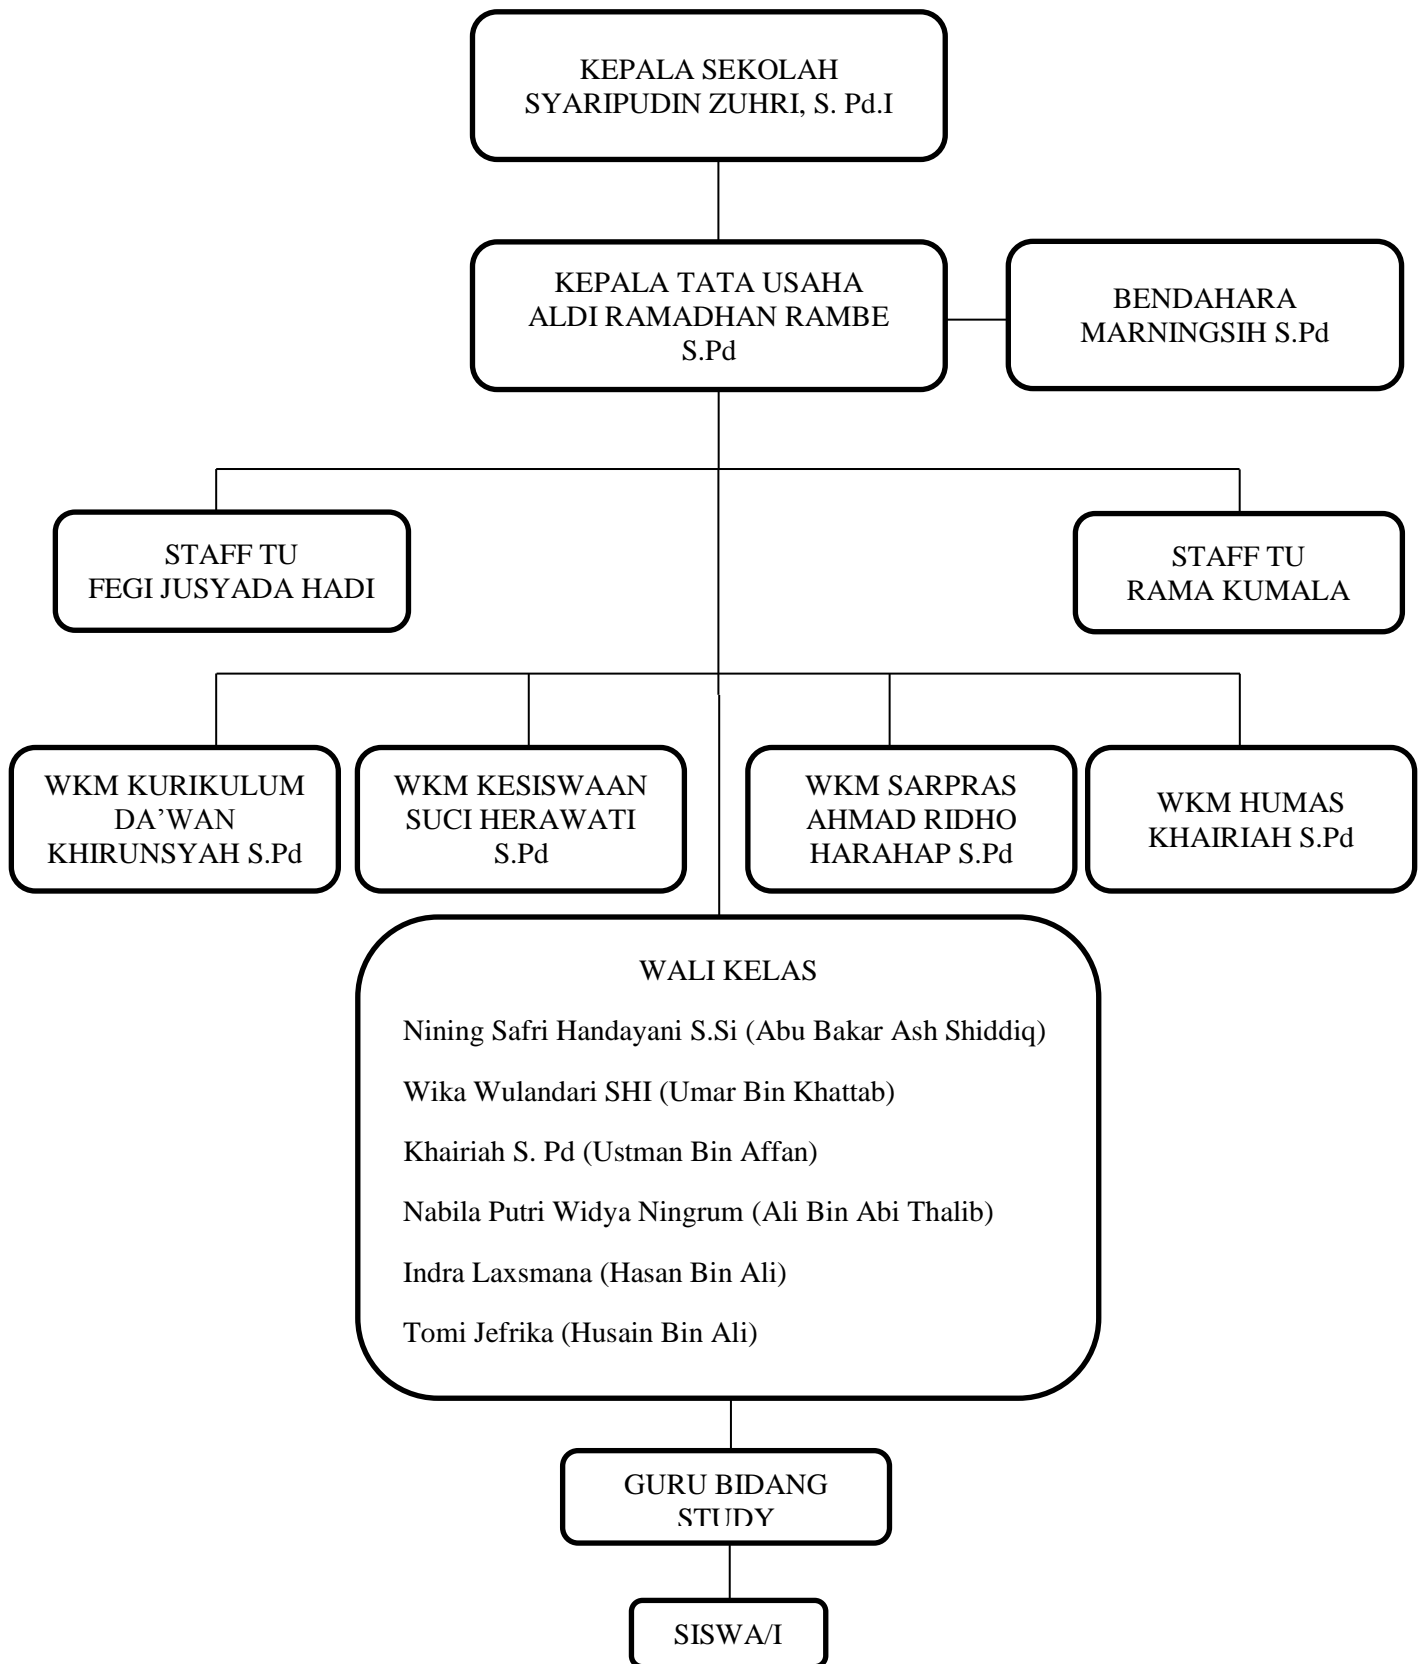 KEPALA SEKOLAH
SYARIPUDIN ZUHRI, S. Pd.I
KEPALA TATA USAHA
ALDI RAMADHAN RAMBE
S.Pd
BENDAHARA
MARNINGSIH S.Pd
STAFF TU
FEGI JUSYADA HADI
STAFF TU
RAMA KUMALA
WKM KURIKULUM
DA’WAN
KHIRUNSYAH S.Pd
WKM KESISWAAN
SUCI HERAWATI
S.Pd
WKM SARPRAS
AHMAD RIDHO
HARAHAP S.Pd
WKM HUMAS
KHAIRIAH S.Pd
WALI KELAS
Nining Safri Handayani S.Si (Abu Bakar Ash Shiddiq)
Wika Wulandari SHI (Umar Bin Khattab)
Khairiah S. Pd (Ustman Bin Affan)
Nabila Putri Widya Ningrum (Ali Bin Abi Thalib)
Indra Laxsmana (Hasan Bin Ali)
Tomi Jefrika (Husain Bin Ali)
GURU BIDANG
STUDY
SISWA/I